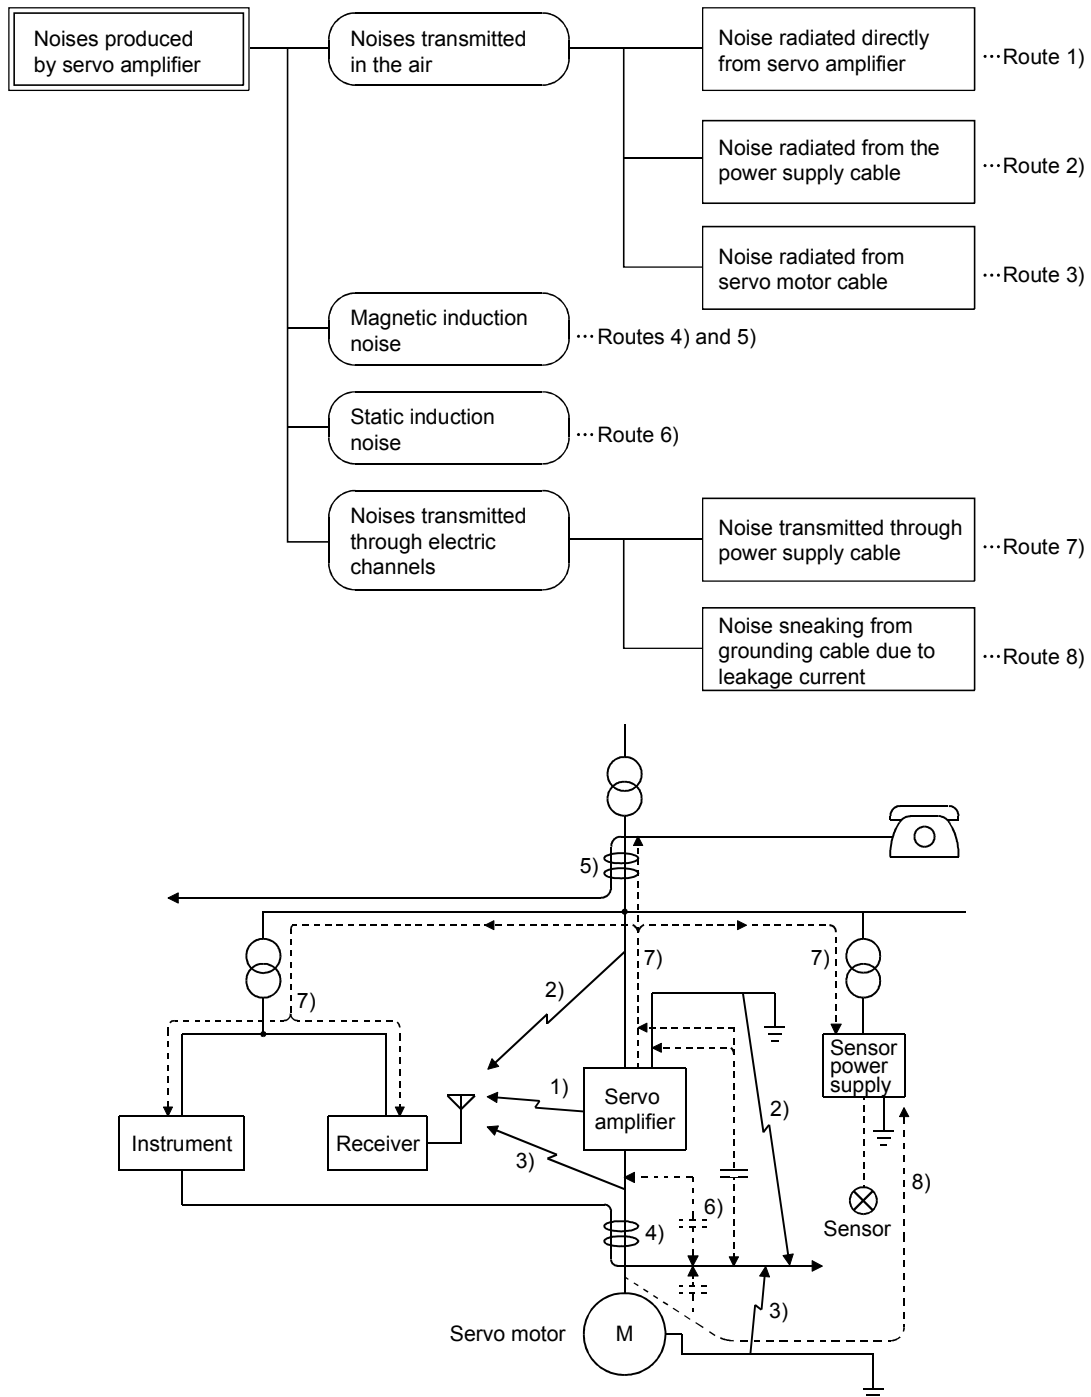 Noises produced
by servo amplifier
Noises transmitted
in the air
Noise radiated directly
from servo amplifier
···Route 1)
Noise radiated from the
power supply cable
···Route 2)
Noise radiated from
servo motor cable
···Route 3)
Magnetic induction
noise
···Routes 4) and 5)
Static induction
noise
···Route 6)
Noises transmitted
through electric
channels
Noise transmitted through
power supply cable
···Route 7)
Noise sneaking from
grounding cable due to
leakage current
···Route 8)
5)
7)
7)
2)
7)
Sensor
power
supply
1)
Servo
amplifier
2)
Instrument
Receiver
3)
8)
6)
Sensor
4)
3)
Servo motor
M